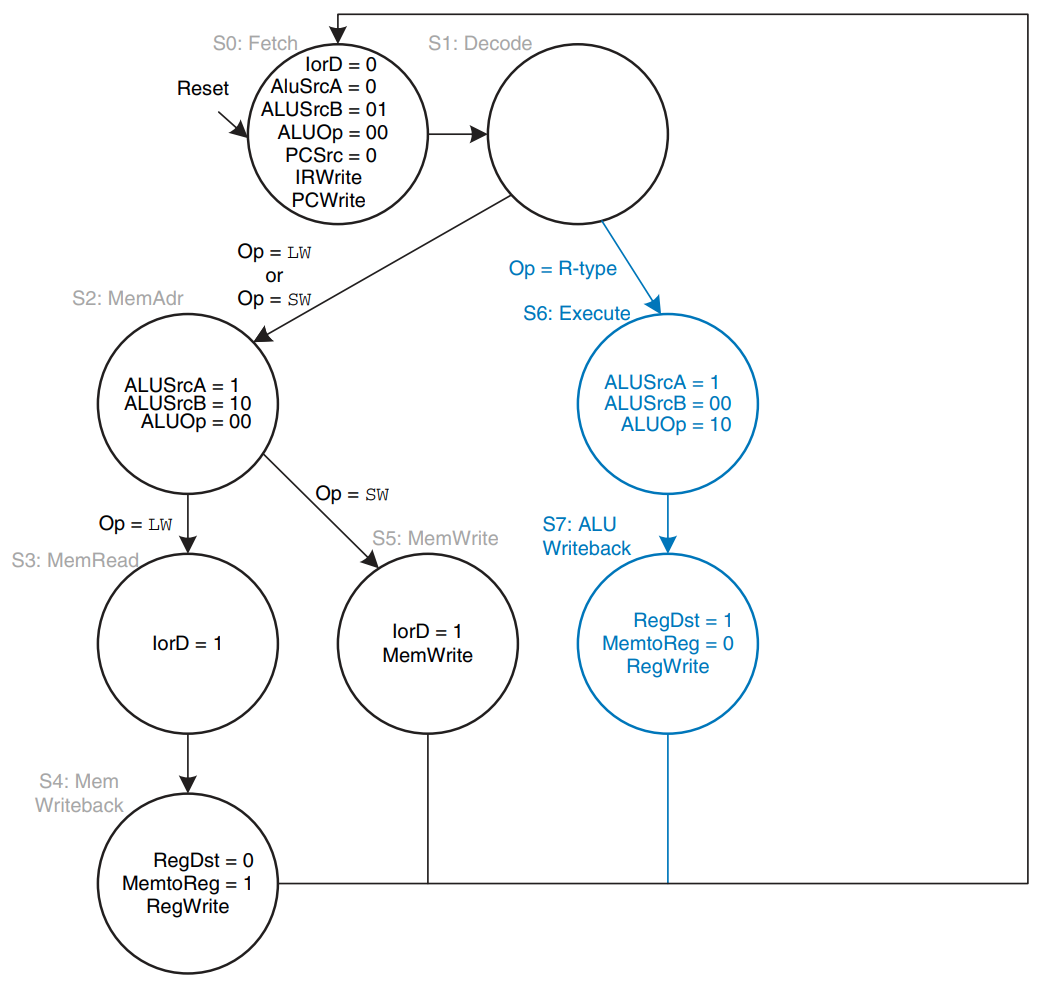 S0: Fetch
S1: Decode
Reset
IorD = 0
AluSrcA = 0
ALUSrcB = 01
ALUOp = 00
PCSrc = 0
IRWrite
PCWrite
Op = LW
or
Op = SW
Op = R-type
S2: MemAdr
S6: Execute
ALUSrcA = 1
ALUSrcB = 10
ALUOp = 00
ALUSrcA = 1
ALUSrcB = 00
ALUOp = 10
Op = LW
Op = SW
S3: MemRead
S5: MemWrite
S7: ALU
Writeback
IorD = 1
IorD = 1
MemWrite
RegDst = 1
MemtoReg = 0
RegWrite
S4: Mem
Writeback
RegDst = 0
MemtoReg = 1
RegWrite